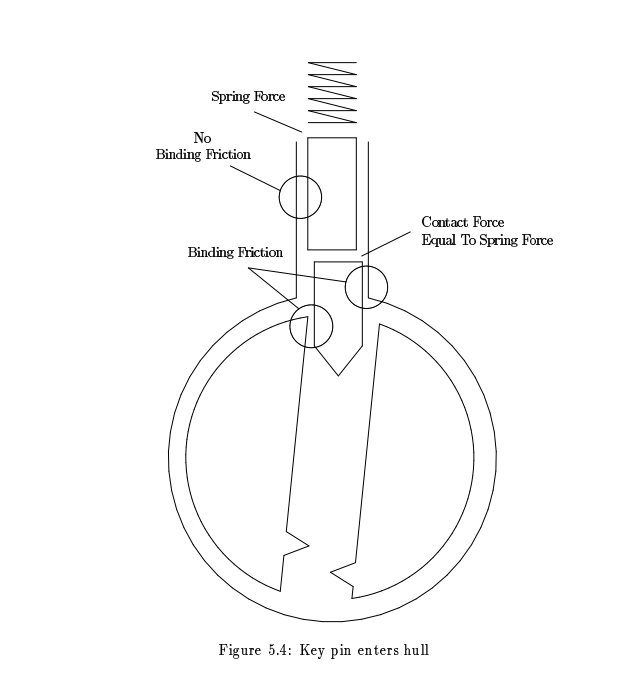 Spring Force
No
Binding Friction
Contact Force
Equal To Spring Force
Binding Friction
Figure 5.4: Key pin enters hull